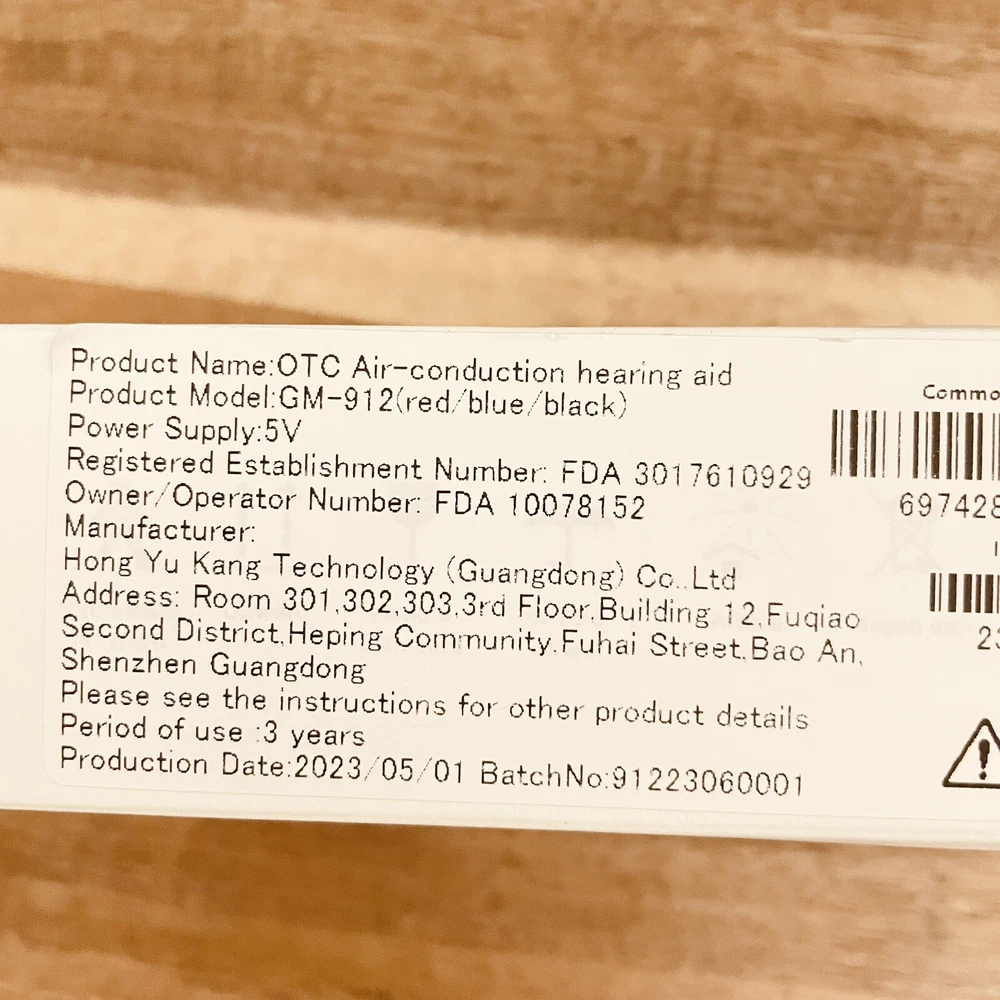 Product Name:OTC Air-conduction hearing aid
Product Model:GM-912(red/blue/black)
Power Supply:5V
Registered Establishment Number: FDA 3017610929
Owner/Operator Number: FDA 10078152
Manufacturer:
Hong Yu Kang Technology (Guangdong) Co.,Ltd
Address: Room 301,302,303,3rd Floor,Building 12,Fuqiao
Second District,Heping Community,Fuhai Street,Bao An,
Shenzhen Guangdong
Please see the instructions for other product details
Period of use :3 years
Production Date:2023/05/01 BatchNo:91223060001
Commo
697428
23